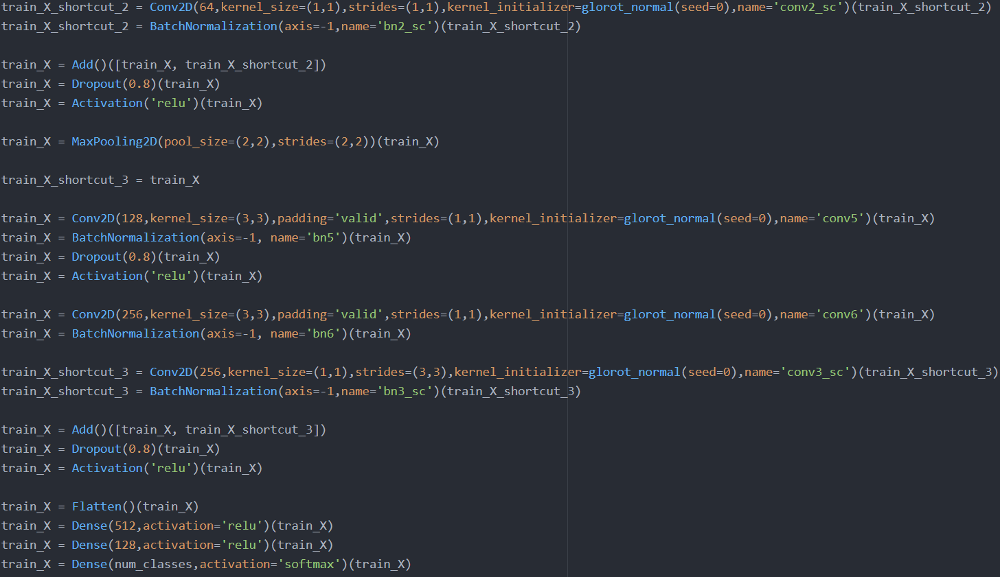 train_X_shortcut_2 = Conv2D(64,kernel_size=(1,1),strides=(1,1),kernel_initializer=glorot_normal(seed=0),name='conv2_sc')(train_X_shortcut_2)
train_X_shortcut_2 = BatchNormalization(axis=-1,name='bn2_sc')(train_X_shortcut_2)
train_X = Add()([train_X, train_X_shortcut_2])
train_X = Dropout(0.8)(train_X)
train_X = Activation('relu')(train_X)
train_X = MaxPooling2D(pool_size=(2,2),strides=(2,2))(train_X)
train_X_shortcut_3 = train_X
train_X = Conv2D(128,kernel_size=(3,3),padding='valid',strides=(1,1),kernel_initializer=glorot_normal(seed=0),name='conv5')(train_X)
train_X = BatchNormalization(axis=-1, name='bn5')(train_X)
train_X = Dropout(0.8)(train_X)
train_X = Activation('relu')(train_X)
train_X = Conv2D(256,kernel_size=(3,3),padding='valid',strides=(1,1),kernel_initializer=glorot_normal(seed=0),name='conv6')(train_X)
train_X = BatchNormalization(axis=-1, name='bn6')(train_X)
train_X_shortcut_3 = Conv2D(256,kernel_size=(1,1),strides=(3,3),kernel_initializer=glorot_normal(seed=0),name='conv3_sc')(train_X_shortcut_3)
train_X_shortcut_3 = BatchNormalization(axis=-1,name='bn3_sc')(train_X_shortcut_3)
train_X = Add()([train_X, train_X_shortcut_3])
train_X = Dropout(0.8)(train_X)
train_X = Activation('relu')(train_X)
train_X = Flatten()(train_X)
train_X = Dense(512,activation='relu')(train_X)
train_X = Dense(128,activation='relu')(train_X)
train_X = Dense(num_classes,activation='softmax')(train_X)